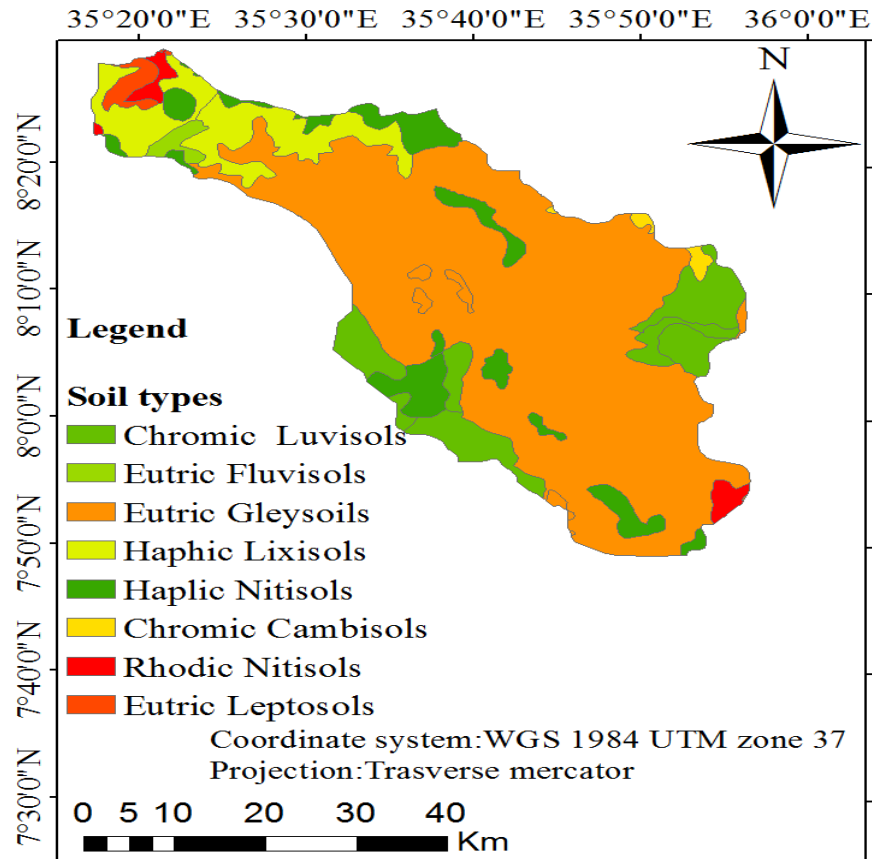 35°20'0"E 35°30'0"E 35°40'0"E 35°50'0"E 36°0'0"E
N
8°20'0"N
8°10'0"N
8°0'0"N
7°50'0"N
7°40'0"N
7°30'0"N
Legend
Soil types
Chromic Luvisols
Eutric Fluvisols
Eutric Gleysoils
Haphic Lixisols
Haplic Nitisols
Chromic Cambisols
Rhodic Nitisols
Eutric Leptosols
Coordinate system:WGS 1984 UTM zone 37
Projection:Trasverse mercator
0 5 10 20 30 40
Km